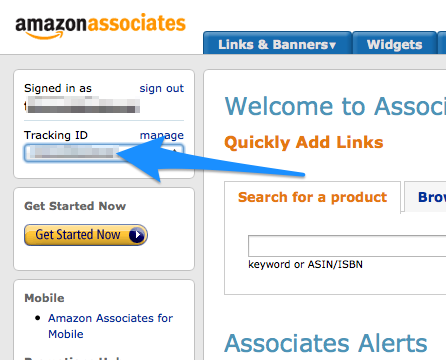 amazonassociates
Links & Banners▾
Widgets
Signed in as
sign out
Tracking ID
manage
Get Started Now
Get Started Now
Mobile
Amazon Associates for
Mobile
Welcome to Associ
Quickly Add Links
Search for a product
Brow
keyword or ASIN/ISBN
Associates Alerts